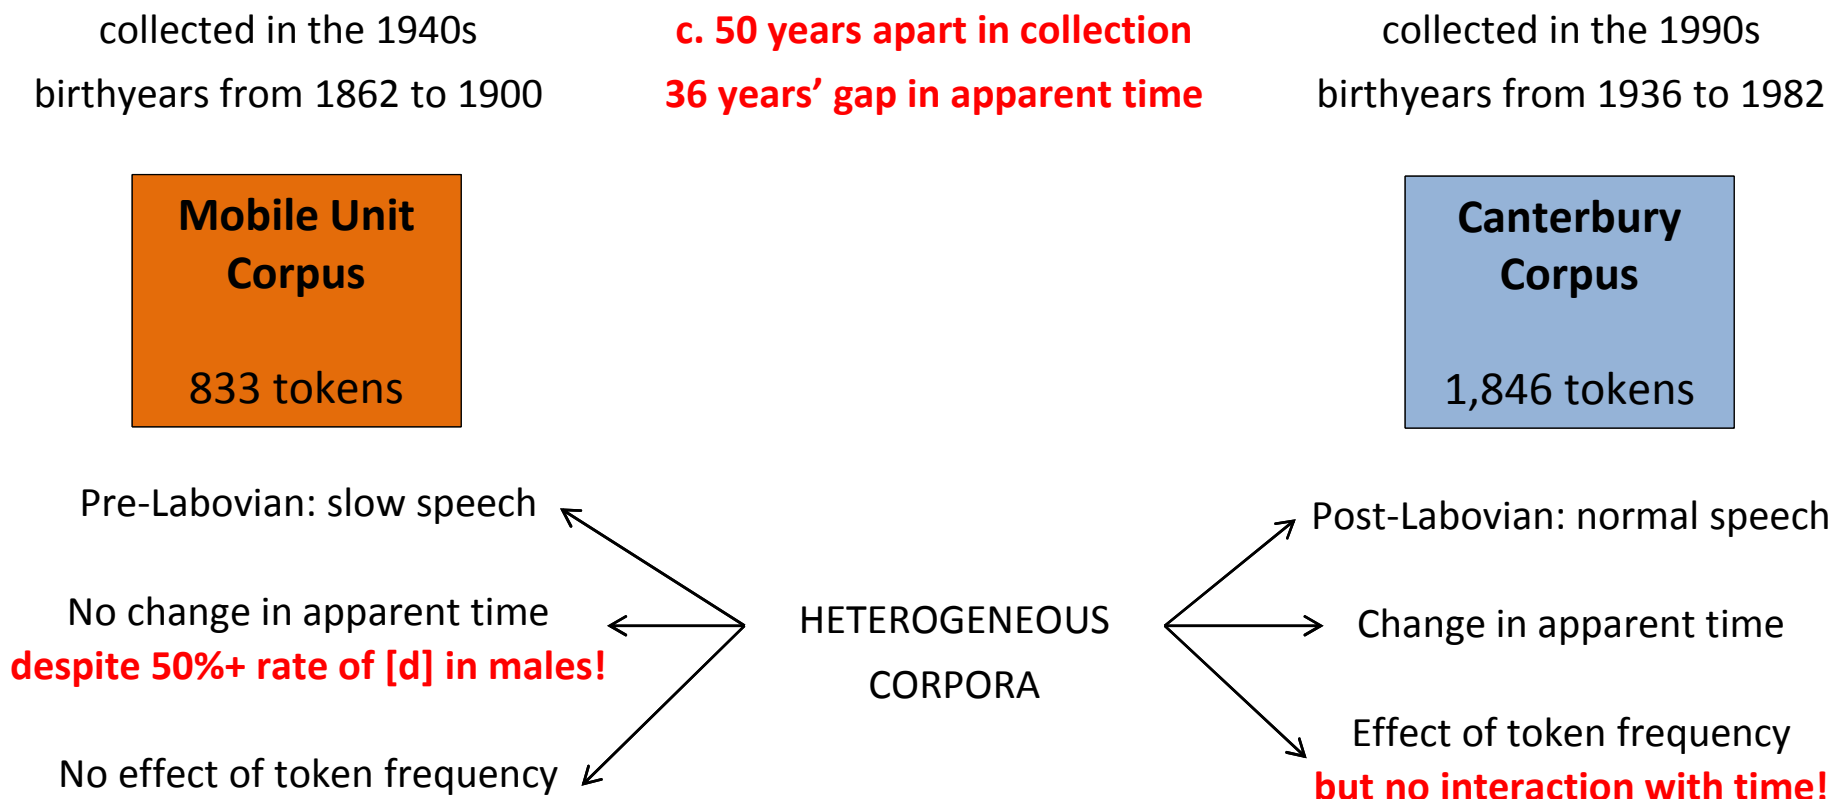 collected in the 1940s
birthyears from 1862 to 1900
c. 50 years apart in collection
36 years’ gap in apparent time
collected in the 1990s
birthyears from 1936 to 1982
Mobile Unit
Corpus
833 tokens
Canterbury
Corpus
1,846 tokens
Pre-Labovian: slow speech
No change in apparent time
despite 50%+ rate of [d] in males!
No effect of token frequency
HETEROGENEOUS
CORPORA
Post-Labovian: normal speech
Change in apparent time
Effect of token frequency
but no interaction with time!